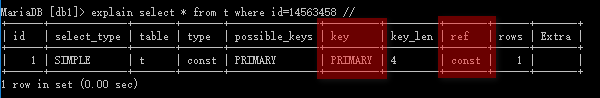 MariaDB [db1]> explain select * from t where id=14563458 //
| id | select_type | table | type | possible_keys | key | key_len | ref | rows | Extra |
| 1 | SIMPLE | t | const | PRIMARY | PRIMARY | 4 | const | 1 | |
1 row in set (0.00 sec)